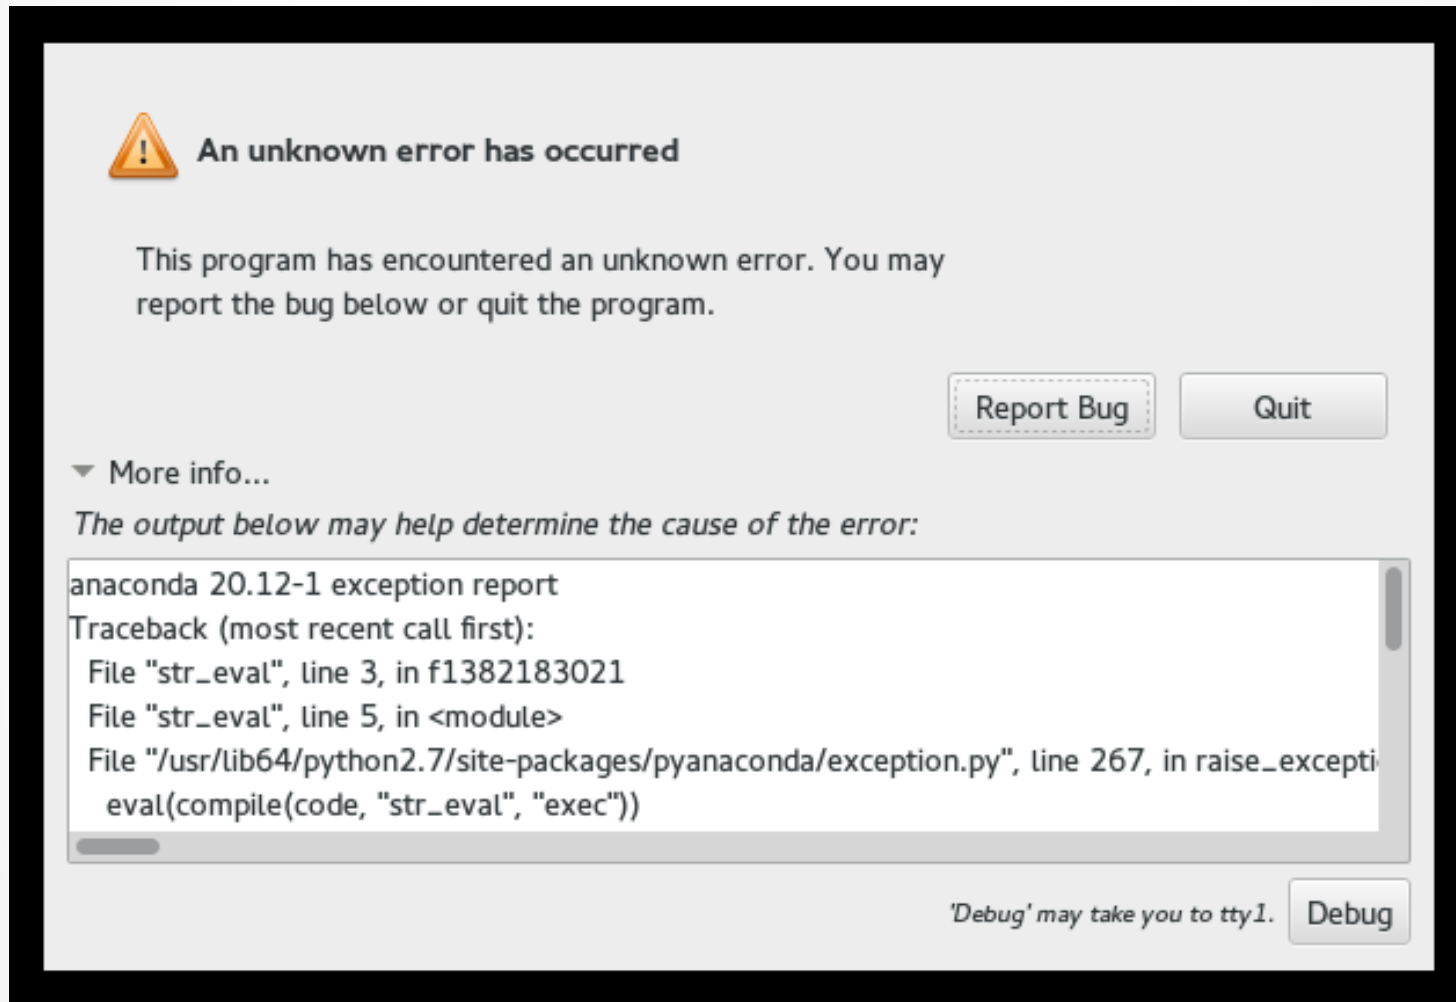 An unknown error has occurred
This program has encountered an unknown error. You may
report the bug below or quit the program.
Report Bug
Quit
More info...
The output below may help determine the cause of the error:
anaconda 20.12-1 exception report
Traceback (most recent call first):
File "str_eval", line 3, in f1382183021
File "str_eval", line 5, in <module>
File "/usr/lib64/python2.7/site-packages/pyanaconda/exception.py", line 267, in raise_excepti
eval(compile(code, "str_eval", "exec"))
'Debug' may take you to tty1.
Debug